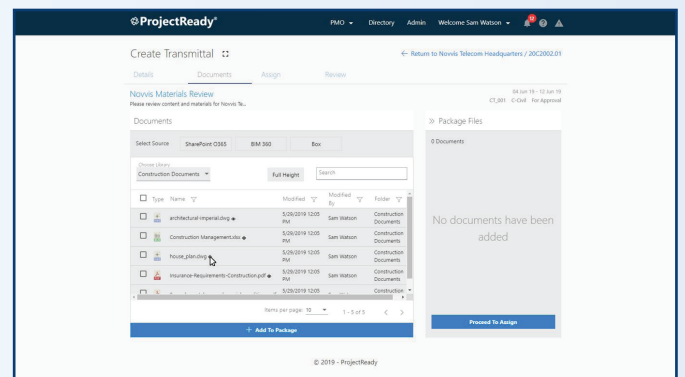 ProjectReady®
PMO
Directory
Admin
Welcome Sam Watson
Create Transmittal
← Return to Novvis Telecom Headquarters / 20C2002.01
Details
Documents
Assign
Review
Novvis Materials Review
Please review content and materials for Novvis Te...
04 Jun 19 - 12 Jun 19
CT_001 C-Civil For Approval
Documents
Select Source SharePoint O365 BIM 360 Box
Choose Library
Construction Documents
Full Height
Search
Type Name Modified Modified By Folder
architectural-imperial.dwg 5/29/2019 12:05 PM Sam Watson Construction Documents
Construction Management.xlsx 5/29/2019 12:05 PM Sam Watson Construction Documents
house_plan.dwg 5/29/2019 12:05 PM Sam Watson Construction Documents
Insurance-Requirements-Construction.pdf 5/29/2019 12:05 PM Sam Watson Construction Documents
5/29/2019 12:05 Construction
Items per page: 10 1 - 5 of 5
+ Add To Package
>> Package Files
0 Documents
No documents have been
added
Proceed To Assign
© 2019 - ProjectReady